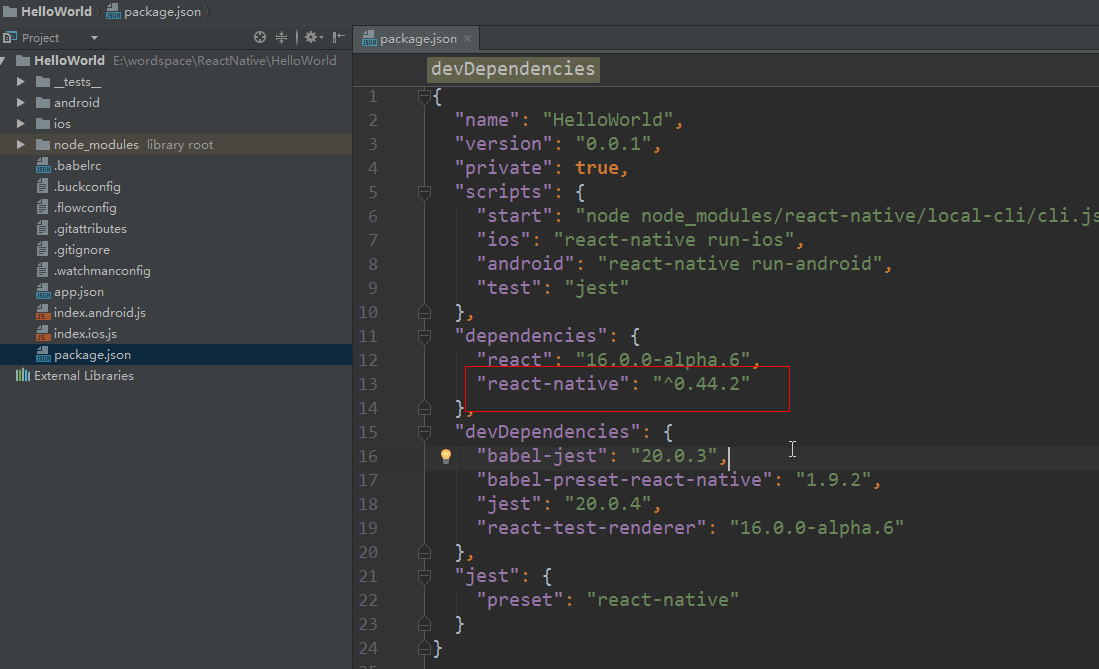 HelloWorld package.json
Project
package.json
HelloWorld E:\wordspace\ReactNative\HelloWorld
__tests__
android
ios
node_modules library root
.babelrc
.buckconfig
.flowconfig
.gitattributes
.gitignore
.watchmanconfig
app.json
index.android.js
index.ios.js
package.json
External Libraries
devDependencies
1 {
2 "name": "HelloWorld",
3 "version": "0.0.1",
4 "private": true,
5 "scripts": {
6 "start": "node node_modules/react-native/local-cli/cli.js
7 "ios": "react-native run-ios",
8 "android": "react-native run-android",
9 "test": "jest"
10 },
11 "dependencies": {
12 "react": "16.0.0-alpha.6",
13 "react-native": "^0.44.2"
14 },
15 "devDependencies": {
16 "babel-jest": "20.0.3",
17 "babel-preset-react-native": "1.9.2",
18 "jest": "20.0.4",
19 "react-test-renderer": "16.0.0-alpha.6"
20 },
21 "jest": {
22 "preset": "react-native"
23 }
24 }